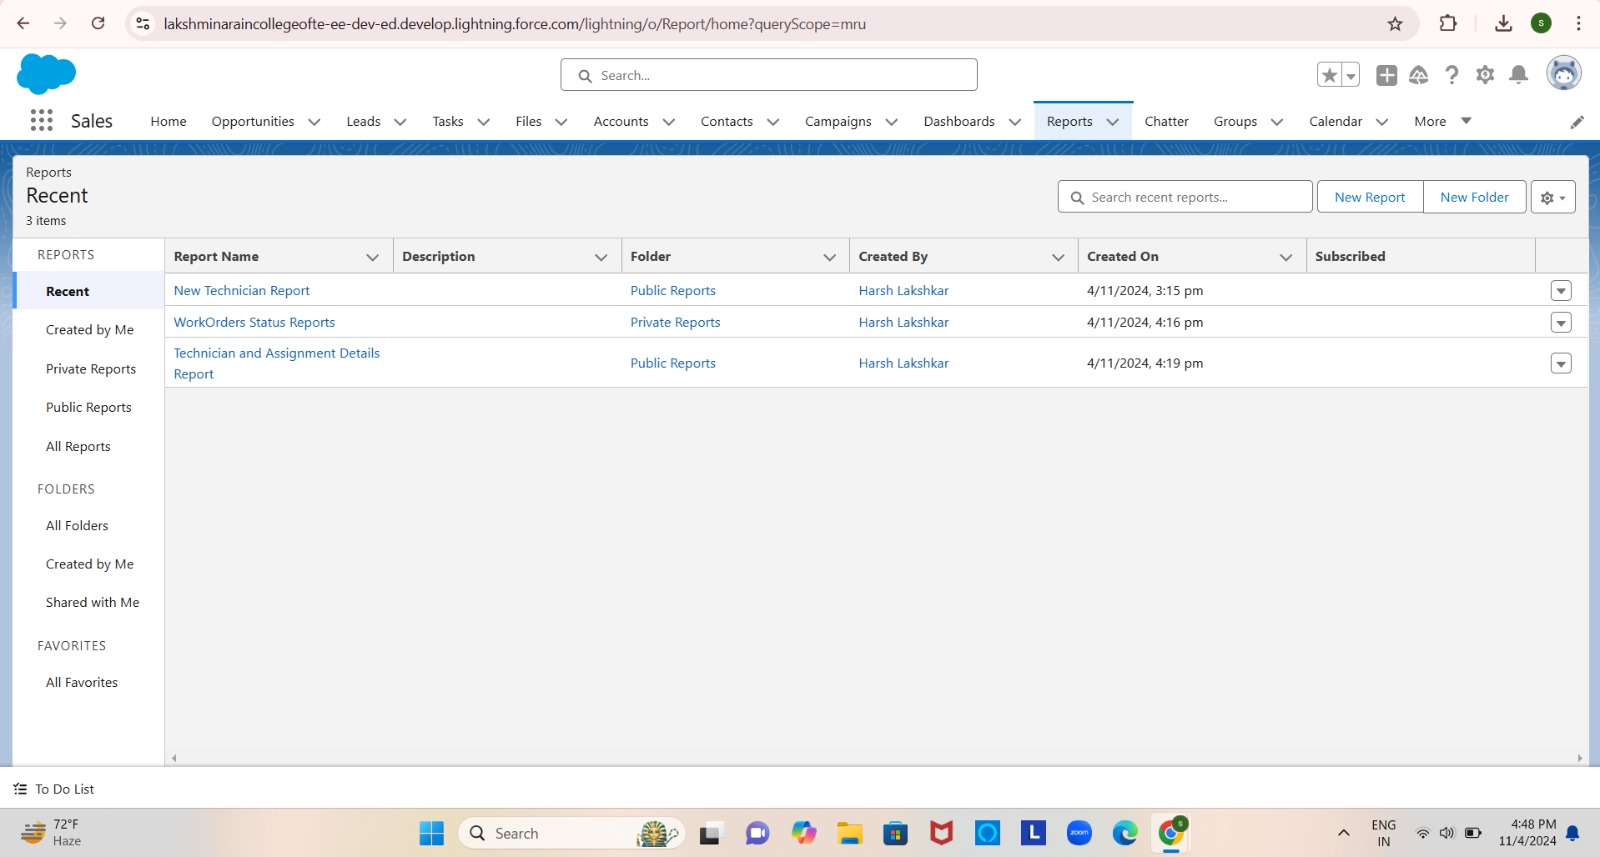 lakshminaraincollegeofte-ee-dev-ed.develop.lightning.force.com/lightning/o/Report/home?queryScope=mru
S
Search...
Sales
Home
Opportunities
Leads
Tasks
Files
Accounts
Contacts
Campaigns
Dashboards
Reports
Chatter
Groups
Calendar
More
Reports
Recent
3 items
Search recent reports...
New Report
New Folder
REPORTS
Recent
Created by Me
Private Reports
Public Reports
All Reports
FOLDERS
All Folders
Created by Me
Shared with Me
FAVORITES
All Favorites
Report Name
Description
Folder
Created By
Created On
Subscribed
New Technician Report
Public Reports
Harsh Lakshkar
4/11/2024, 3:15 pm
WorkOrders Status Reports
Private Reports
Harsh Lakshkar
4/11/2024, 4:16 pm
Technician and Assignment Details
Report
Public Reports
Harsh Lakshkar
4/11/2024, 4:19 pm
To Do List
72°F
Haze
Search
L
zoom
S
ENG
IN
4:48 PM
11/4/2024